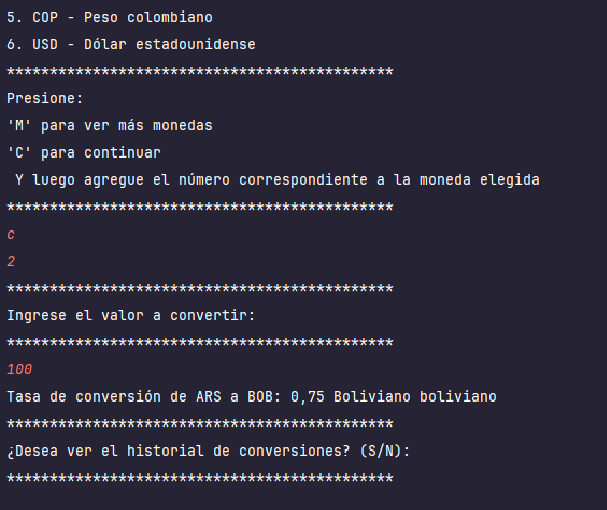 5. COP - Peso colombiano
6. USD - Dólar estadounidense
*********************************************
Presione:
'M' para ver más monedas
'C' para continuar
Y luego agregue el número correspondiente a la moneda elegida
*********************************************
c
2
*********************************************
Ingrese el valor a convertir:
*********************************************
100
Tasa de conversión de ARS a BOB: 0,75 Boliviano boliviano
*********************************************
¿Desea ver el historial de conversiones? (S/N):
*********************************************